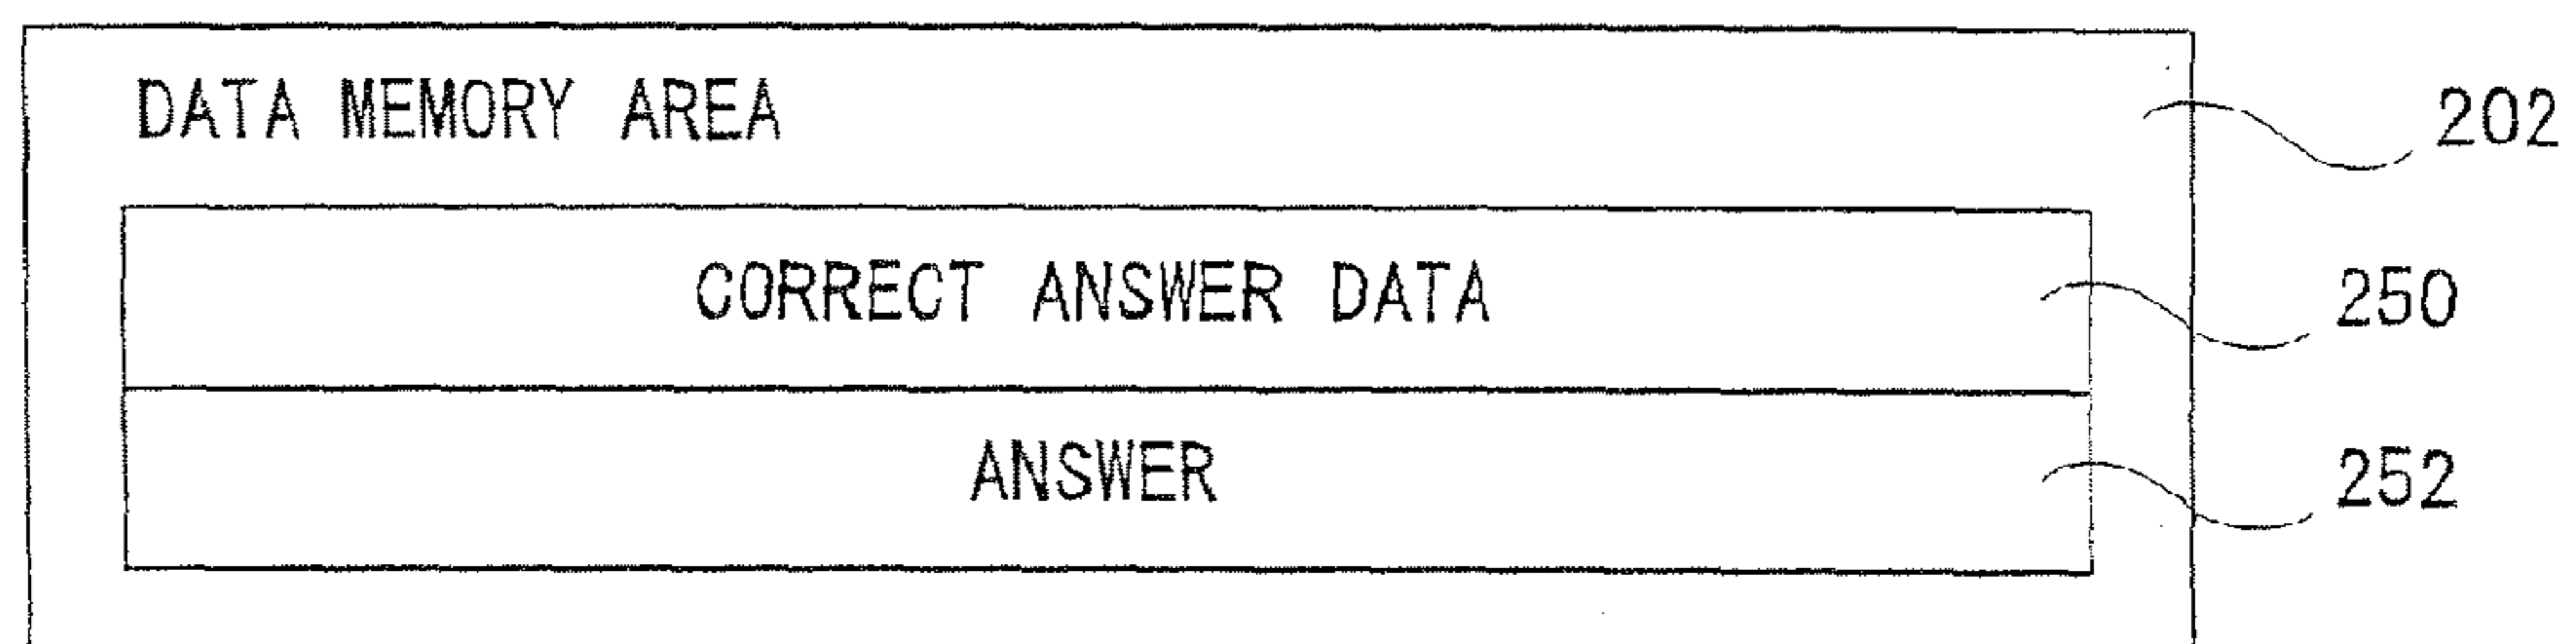 DATA MEMORY AREA 202
CORRECT ANSWER DATA 250
ANSWER 252